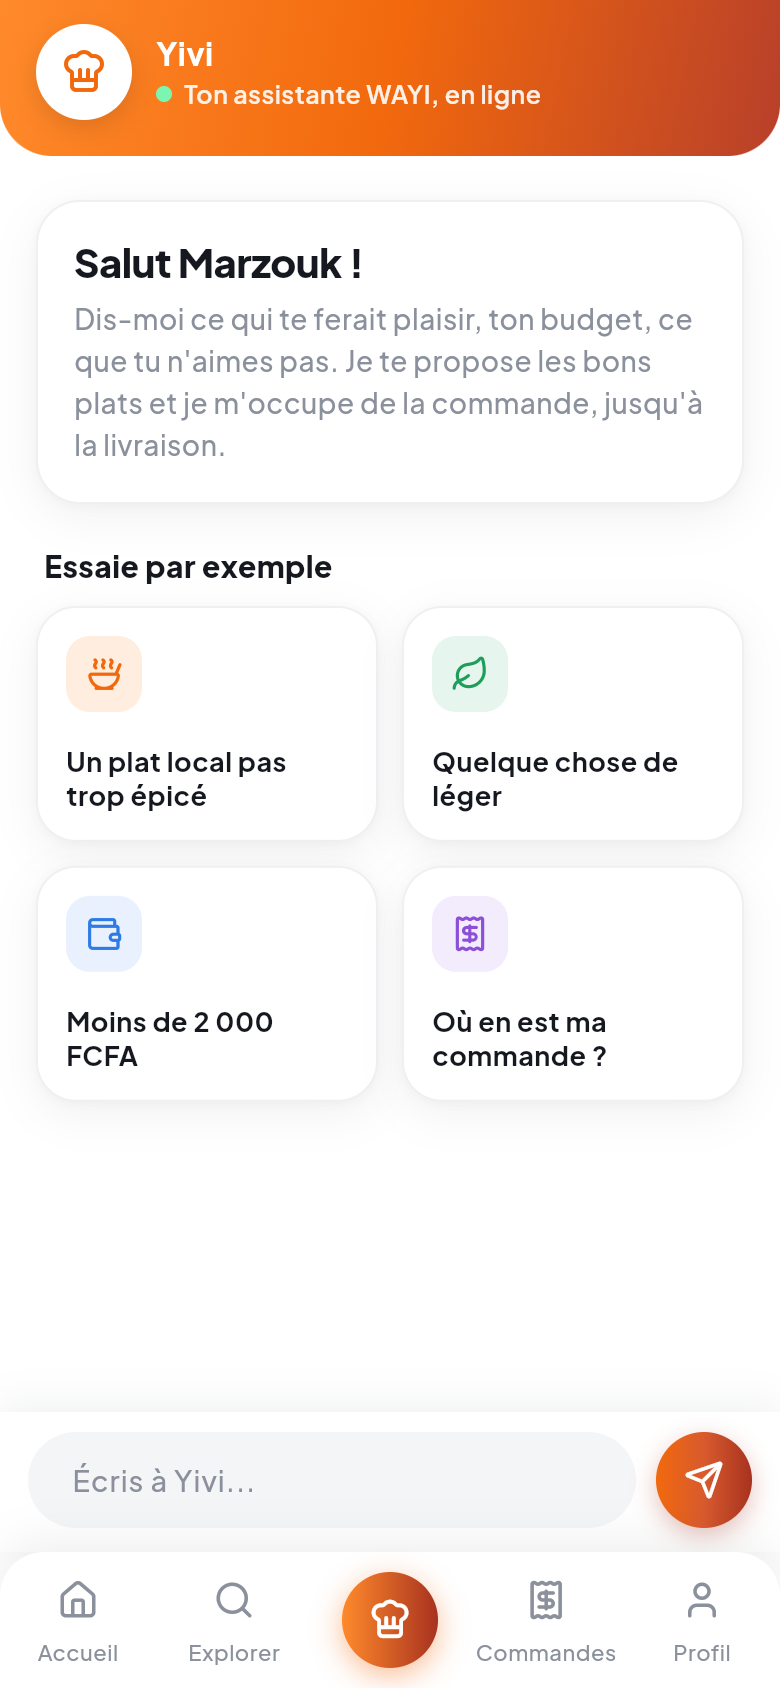 Yivi
Ton assistante WAYI, en ligne
Salut Marzouk !
Dis-moi ce qui te ferait plaisir, ton budget, ce
que tu n'aimes pas. Je te propose les bons
plats et je m'occupe de la commande, jusqu'à
la livraison.
Essaie par exemple
Un plat local pas
trop épicé
Quelque chose de
léger
Moins de 2 000
FCFA
Où en est ma
commande ?
Écris à Yivi...
Accueil
Explorer
Commandes
Profil